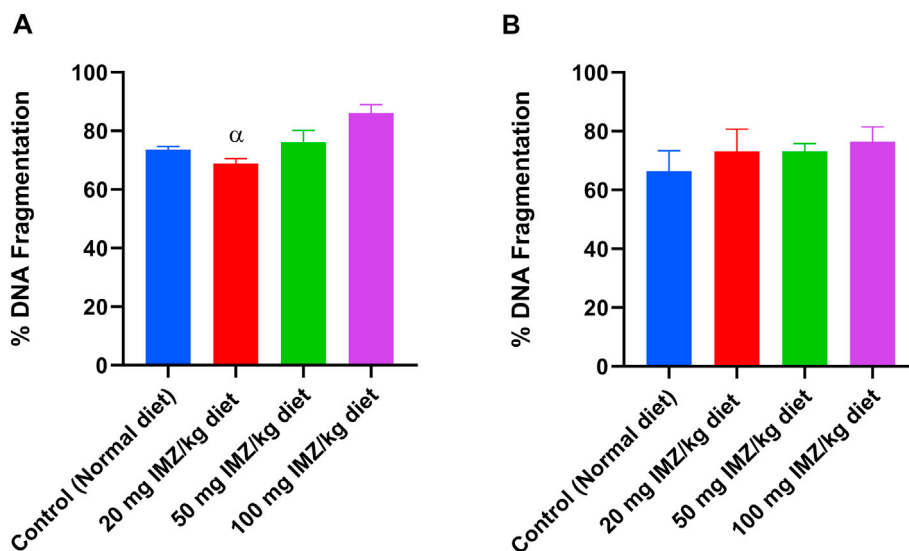 A
% DNA Fragmentation
100
80
60
40
20
0
α
Control (Normal diet)
20 mg IMZ/kg diet
50 mg IMZ/kg diet
100 mg IMZ/kg diet
B
% DNA Fragmentation
100
80
60
40
20
0
Control (Normal diet)
20 mg IMZ/kg diet
50 mg IMZ/kg diet
100 mg IMZ/kg diet